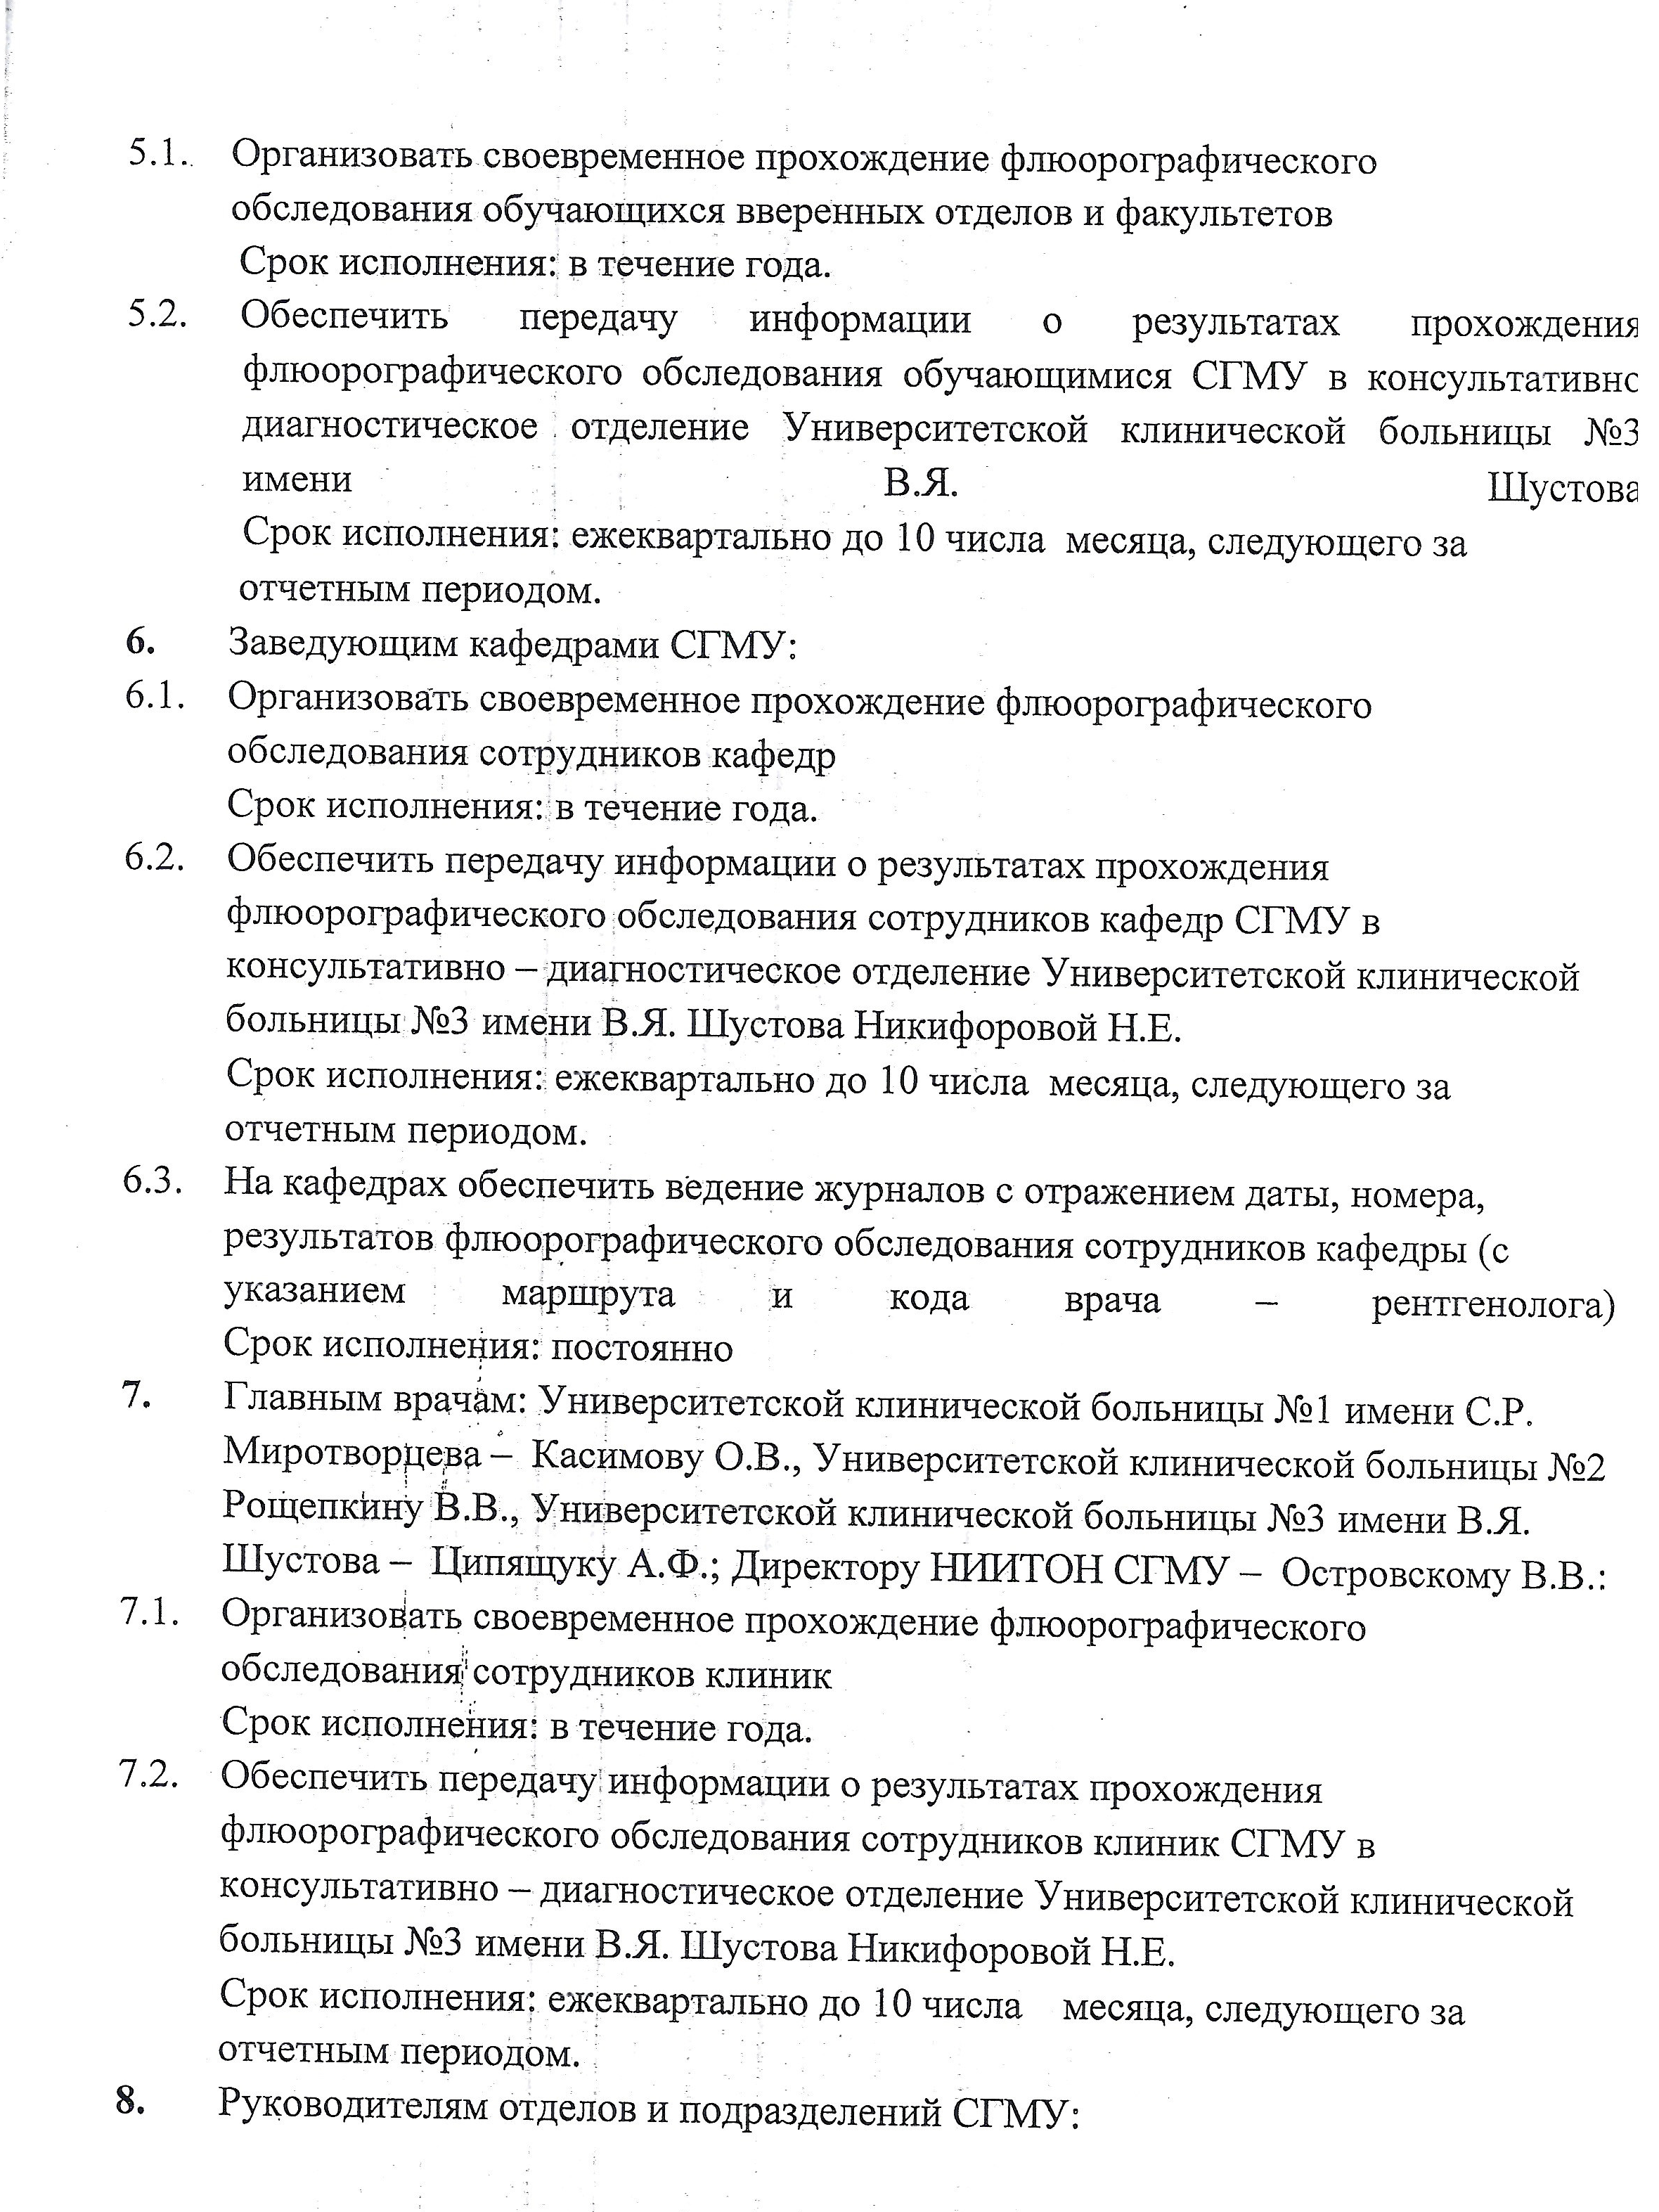 5.1. Организовать своевременное прохождение флюорографического
обследования обучающихся вверенных отделов и факультетов
Срок исполнения: в течение года.
5.2. Обеспечить передачу информации о результатах прохождения
флюорографического обследования обучающимися СГМУ в консультативно
диагностическое отделение Университетской клинической больницы №3
имени В.Я. Шустова
Срок исполнения: ежеквартально до 10 числа месяца, следующего за
отчетным периодом.
6. Заведующим кафедрами СГМУ:
6.1. Организовать своевременное прохождение флюорографического
обследования сотрудников кафедр
Срок исполнения: в течение года.
6.2. Обеспечить передачу информации о результатах прохождения
флюорографического обследования сотрудников кафедр СГМУ в
консультативно – диагностическое отделение Университетской клинической
больницы №3 имени В.Я. Шустова Никифоровой Н.Е.
Срок исполнения: ежеквартально до 10 числа месяца, следующего за
отчетным периодом.
6.3. На кафедрах обеспечить ведение журналов с отражением даты, номера,
результатов флюорографического обследования сотрудников кафедры (с
указанием маршрута и кода врача – рентгенолога)
Срок исполнения: постоянно
7. Главным врачам: Университетской клинической больницы №1 имени С.Р.
Миротворцева – Касимову О.В., Университетской клинической больницы №2
Рощепкину В.В., Университетской клинической больницы №3 имени В.Я.
Шустова – Ципящуку А.Ф.; Директору НИИТОН СГМУ – Островскому В.В.:
7.1. Организовать своевременное прохождение флюорографического
обследования сотрудников клиник
Срок исполнения: в течение года.
7.2. Обеспечить передачу информации о результатах прохождения
флюорографического обследования сотрудников клиник СГМУ в
консультативно – диагностическое отделение Университетской клинической
больницы №3 имени В.Я. Шустова Никифоровой Н.Е.
Срок исполнения: ежеквартально до 10 числа месяца, следующего за
отчетным периодом.
8. Руководителям отделов и подразделений СГМУ: